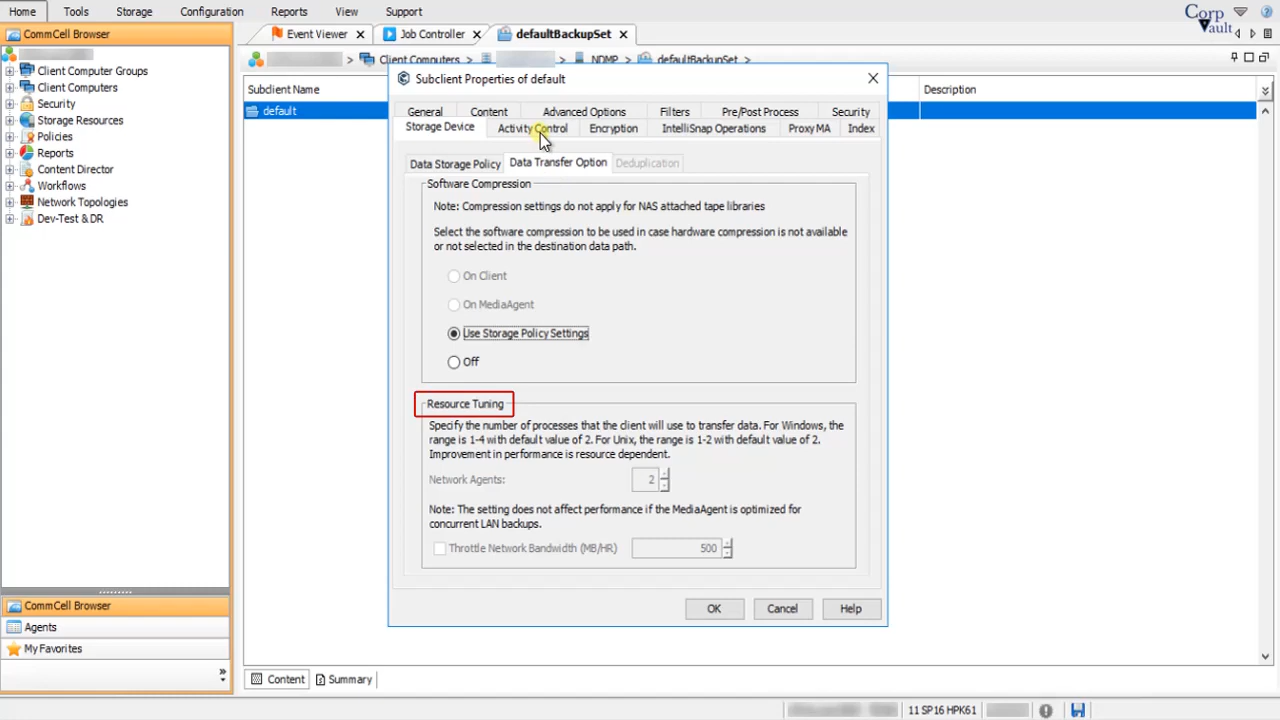 Home Tools Storage Configuration Reports View Support
Corp Vault
CommCell Browser
Event Viewer Job Controller defaultBackupSet
> Client Computers > > NDMP > defaultBackupSet >
Client Computer Groups
Client Computers
Security
Storage Resources
Policies
Reports
Content Director
Workflows
Network Topologies
Dev-Test & DR
CommCell Browser
Agents
My Favorites
Subclient Name
Description
default
Subclient Properties of default
General Content Advanced Options Filters Pre/Post Process Security
Storage Device Activity Control Encryption IntelliSnap Operations Proxy MA Index
Data Storage Policy Data Transfer Option Deduplication
Software Compression
Note: Compression settings do not apply for NAS attached tape libraries
Select the software compression to be used in case hardware compression is not available
or not selected in the destination data path.
On Client
On MediaAgent
Use Storage Policy Settings
Off
Resource Tuning
Specify the number of processes that the client will use to transfer data. For Windows, the
range is 1-4 with default value of 2. For Unix, the range is 1-2 with default value of 2.
Improvement in performance is resource dependent.
Network Agents: 2
Note: The setting does not affect performance if the MediaAgent is optimized for
concurrent LAN backups.
Throttle Network Bandwidth (MB/HR) 500
OK Cancel Help
Content Summary
11 SP16 HPK61